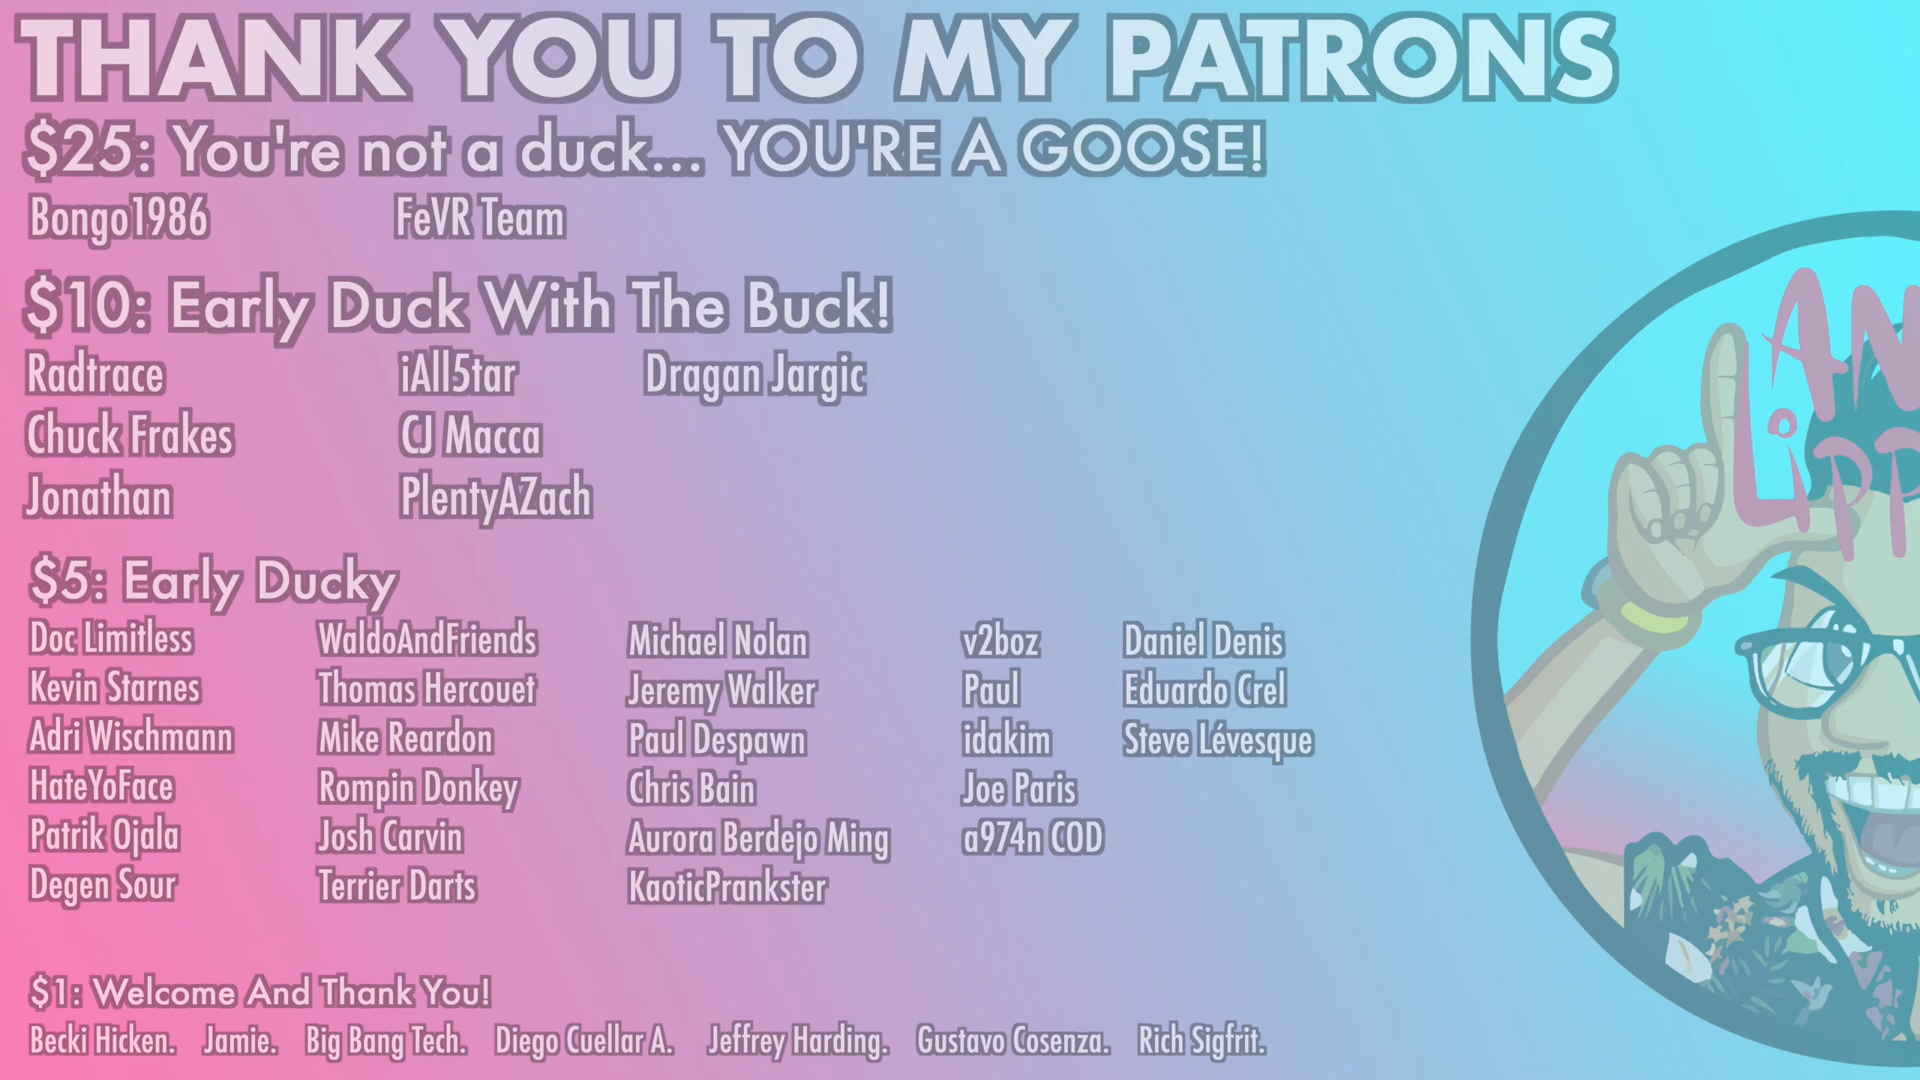 THANK YOU TO MY PATRONS
$25: You're not a duck... YOU'RE A GOOSE!
Bongo1986 FeVR Team
$10: Early Duck With The Buck!
Radtrace iAll5tar Dragan Jargic
Chuck Frakes CJ Macca
Jonathan PlentyAZach
$5: Early Ducky
Doc Limitless WaldoAndFriends Michael Nolan v2boz Daniel Denis
Kevin Starnes Thomas Hercouet Jeremy Walker Paul Eduardo Crel
Adri Wischmann Mike Reardon Paul Despawn idakim Steve Lévesque
HateYoFace Rompin Donkey Chris Bain Joe Paris
Patrik Ojala Josh Carvin Aurora Berdejo Ming a974n COD
Degen Sour Terrier Darts KaoticPrankster
$1: Welcome And Thank You!
Becki Hicken. Jamie. Big Bang Tech. Diego Cuellar A. Jeffrey Harding. Gustavo Cosenza. Rich Sigfrit.